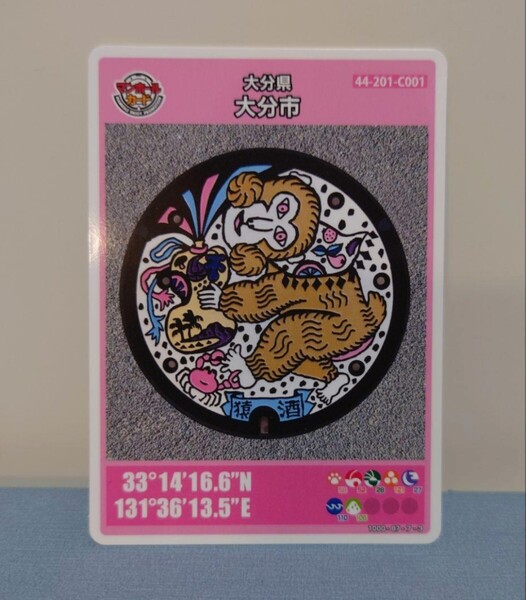 マンホール
カード
大分県
大分市
44-201-C001
猿 酒
33°14'16.6"N
131°36'13.5"E